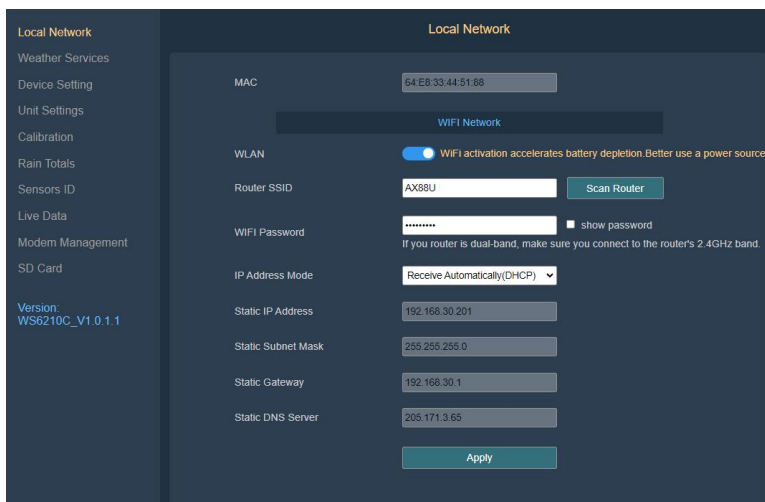 Local Network
Weather Services
Device Setting
Unit Settings
Calibration
Rain Totals
Sensors ID
Live Data
Modem Management
SD Card
Version:
WS6210C_V1.0.1.1
Local Network
MAC 64:E8:33:44:51:88
WIFI Network
WLAN WiFi activation accelerates battery depletion.Better use a power source
Router SSID AX88U Scan Router
WIFI Password ••••••••• show password
If you router is dual-band, make sure you connect to the router's 2.4GHz band.
IP Address Mode Receive Automatically(DHCP)
Static IP Address 192.168.30.201
Static Subnet Mask 255.255.255.0
Static Gateway 192.168.30.1
Static DNS Server 205.171.3.65
Apply